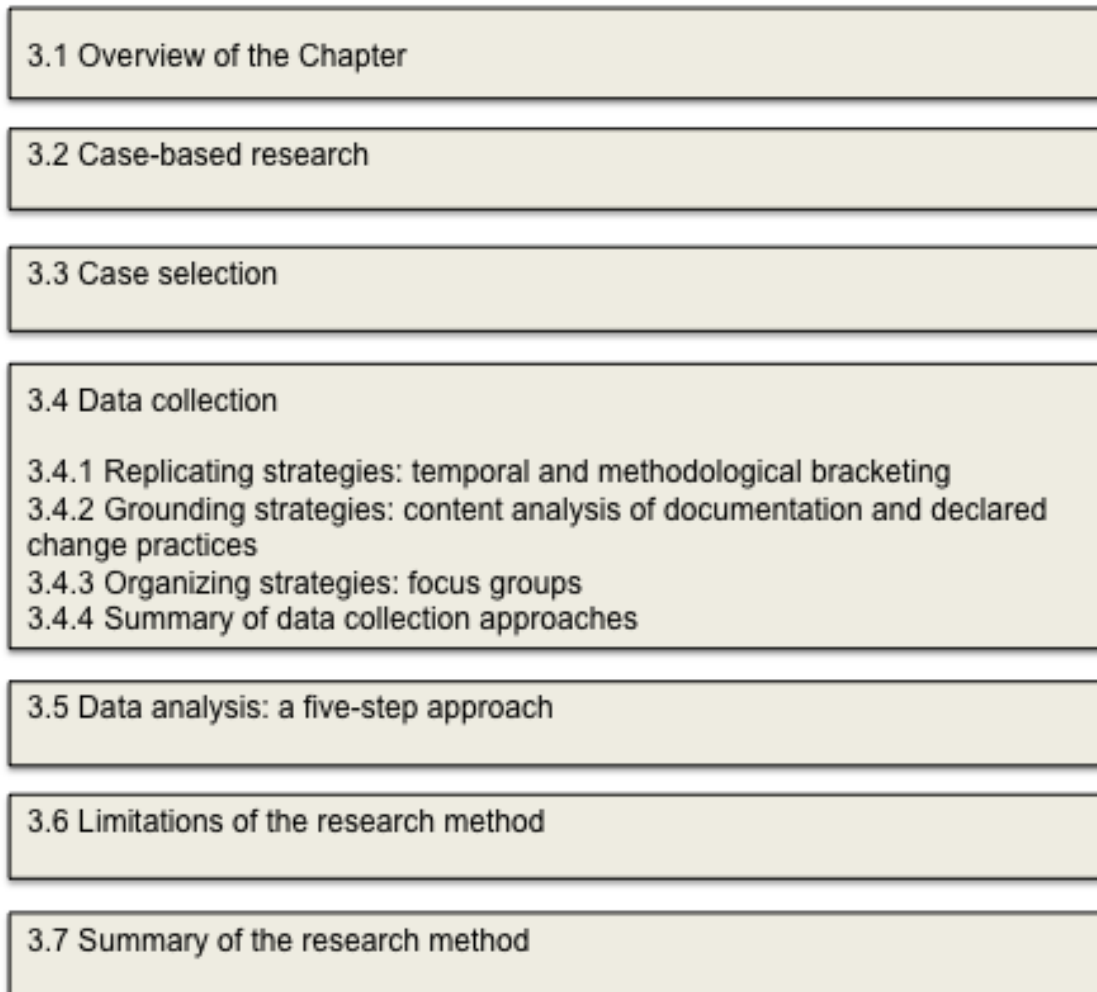 3.1 Overview of the Chapter
3.2 Case-based research
3.3 Case selection
3.4 Data collection
3.4.1 Replicating strategies: temporal and methodological bracketing
3.4.2 Grounding strategies: content analysis of documentation and declared
change practices
3.4.3 Organizing strategies: focus groups
3.4.4 Summary of data collection approaches
3.5 Data analysis: a five-step approach
3.6 Limitations of the research method
3.7 Summary of the research method